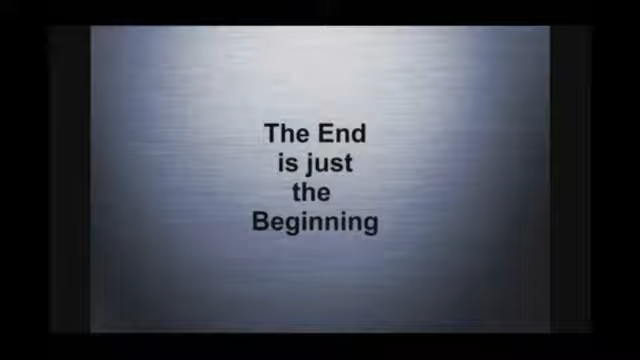 The End
is just
the
Beginning